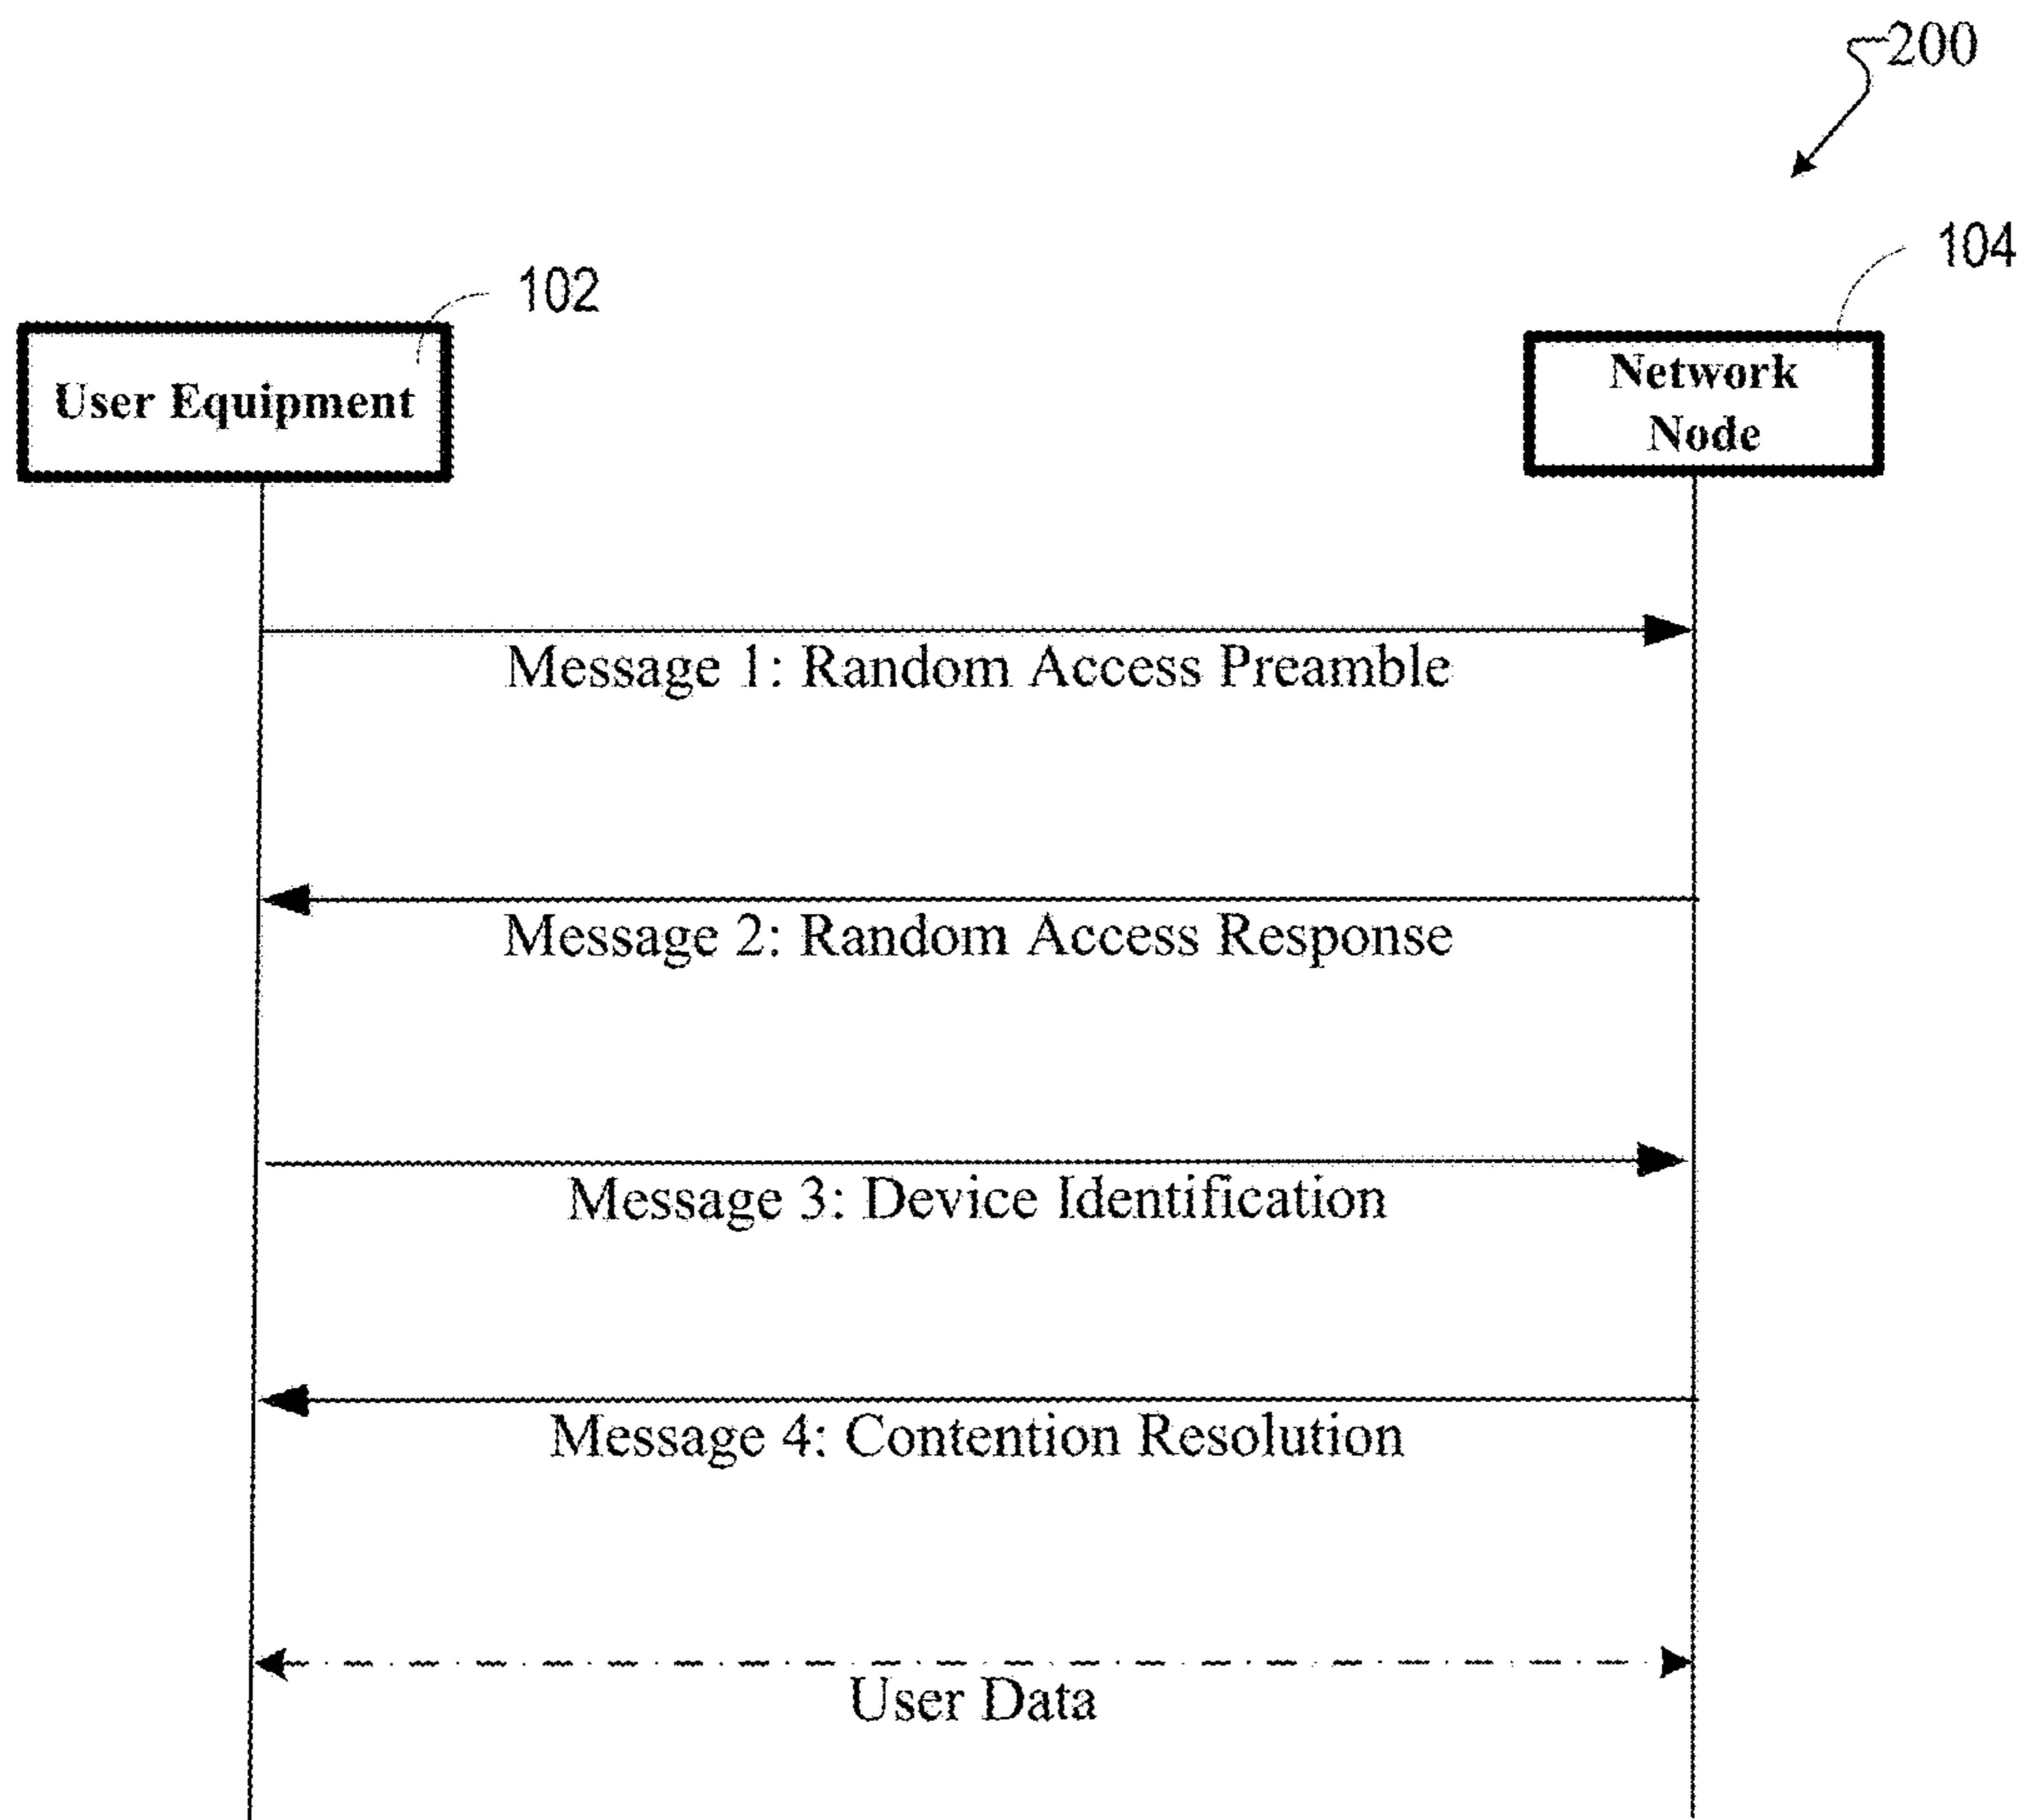 200
104
102
User Equipment
Network
Node
Message 1: Random Access Preamble
Message 2: Random Access Response
Message 3: Device Identification
Message 4: Contention Resolution
User Data